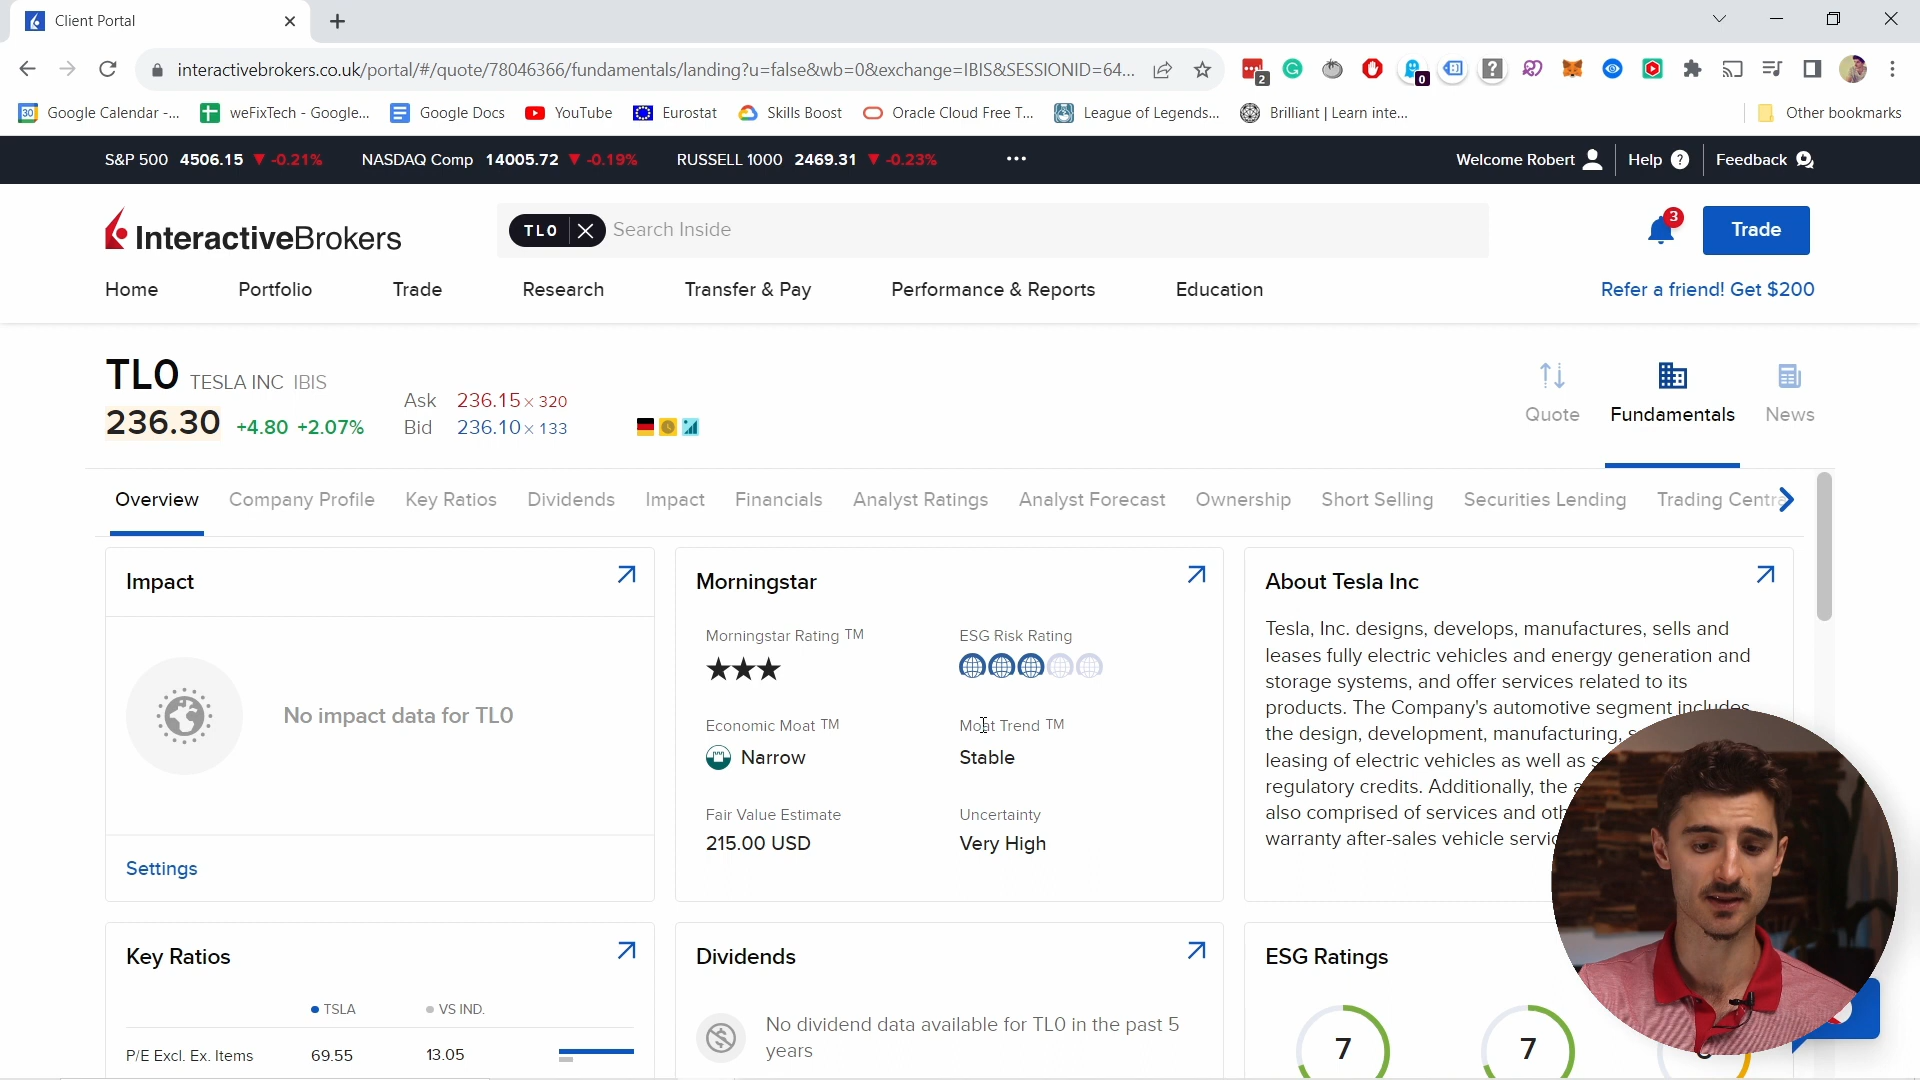 Client Portal
interactivebrokers.co.uk/portal/#/quote/78046366/fundamentals/landing?u=false&wb=0&exchange=IBIS&SESSIONID=64...
2
0
30 Google Calendar -...
weFixTech - Google...
Google Docs
YouTube
Eurostat
Skills Boost
Oracle Cloud Free T...
League of Legends...
Brilliant | Learn inte...
Other bookmarks
S&P 500 4506.15 ▼ -0.21%
NASDAQ Comp 14005.72 ▼ -0.19%
RUSSELL 1000 2469.31 ▼ -0.23%
•••
Welcome Robert
Help ?
Feedback
InteractiveBrokers
TL0 Search Inside
3
Trade
Home
Portfolio
Trade
Research
Transfer & Pay
Performance & Reports
Education
Refer a friend! Get $200
TL0 TESLA INC IBIS
236.30 +4.80 +2.07%
Ask 236.15 × 320
Bid 236.10 × 133
Quote
Fundamentals
News
Overview
Company Profile
Key Ratios
Dividends
Impact
Financials
Analyst Ratings
Analyst Forecast
Ownership
Short Selling
Securities Lending
Trading Centra
Impact
No impact data for TL0
Settings
Morningstar
Morningstar Rating TM
ESG Risk Rating
Economic Moat TM
Narrow
Moat Trend TM
Stable
Fair Value Estimate
215.00 USD
Uncertainty
Very High
About Tesla Inc
Tesla, Inc. designs, develops, manufactures, sells and
leases fully electric vehicles and energy generation and
storage systems, and offer services related to its
products. The Company's automotive segment includes
the design, development, manufacturing,
leasing of electric vehicles as well as
regulatory credits. Additionally, the
also comprised of services and
warranty after-sales vehicle
Key Ratios
TSLA
VS IND.
P/E Excl. Ex. Items 69.55 13.05
Dividends
No dividend data available for TL0 in the past 5
years
ESG Ratings
7
7